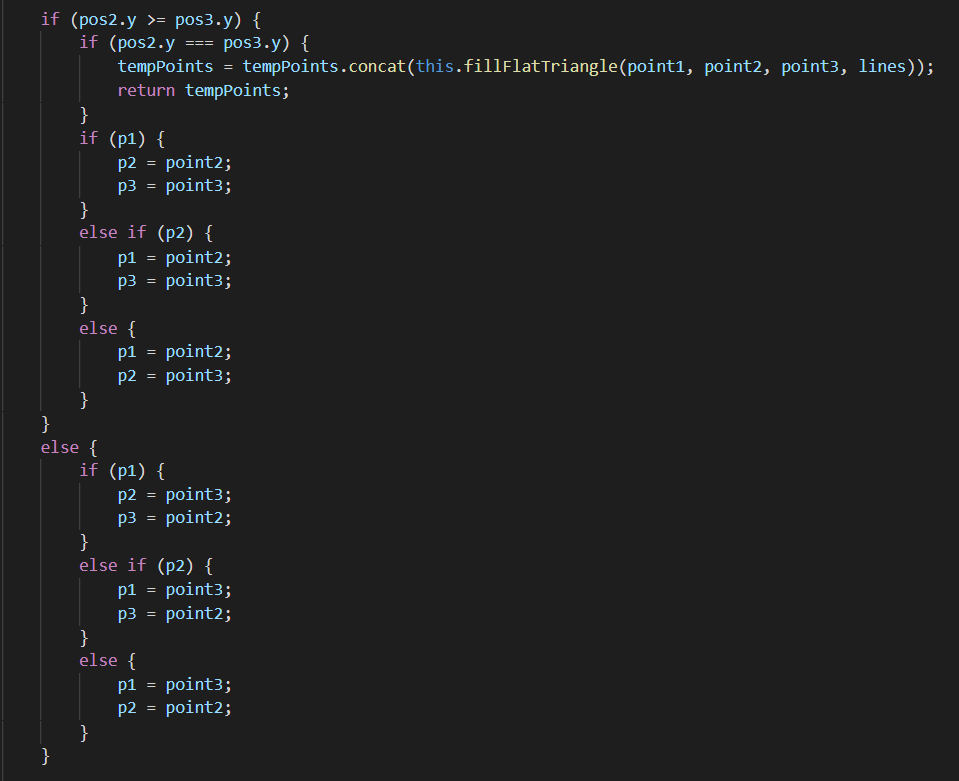 if (pos2.y >= pos3.y) {
    if (pos2.y === pos3.y) {
        tempPoints = tempPoints.concat(this.fillFlatTriangle(point1, point2, point3, lines));
        return tempPoints;
    }
    if (p1) {
        p2 = point2;
        p3 = point3;
    }
    else if (p2) {
        p1 = point2;
        p3 = point3;
    }
    else {
        p1 = point2;
        p2 = point3;
    }
}
else {
    if (p1) {
        p2 = point3;
        p3 = point2;
    }
    else if (p2) {
        p1 = point3;
        p3 = point2;
    }
    else {
        p1 = point3;
        p2 = point2;
    }
}